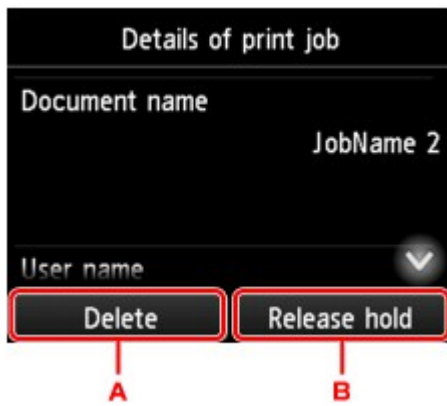 Details of print job
Document name
JobName 2
User name
Delete Release hold
A B